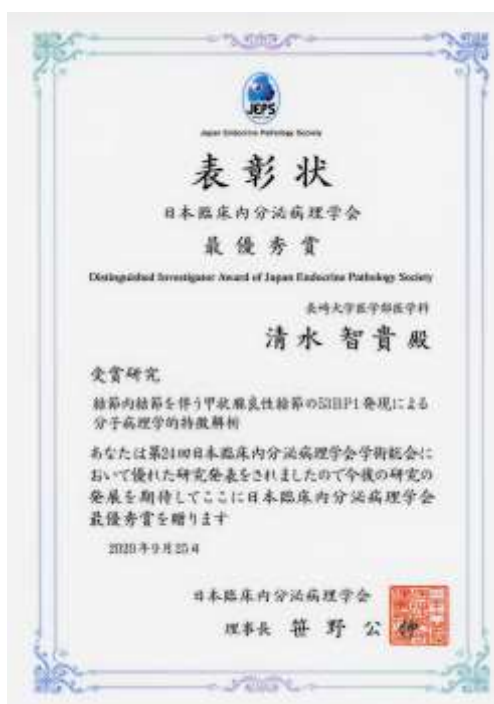 JEPS
Japan Endocrine Pathology Society
表彰状
日本臨床内分泌病理学会
最優秀賞
Distinguished Investigator Award of Japan Endocrine Pathology Society
長崎大学医学部医学科
清水 智貴 殿
受賞研究
結節内結節を伴う甲状腺良性結節の53BP1発現による
分子病理学的特徴解析
あなたは第24回日本臨床内分泌病理学会学術総会に
おいて優れた研究発表をされましたので今後の研究の
発展を期待してここに日本臨床内分泌病理学会
最優秀賞を贈ります
2020年9月25日
日本臨床内分泌病理学会
理事長 笹野 公伸